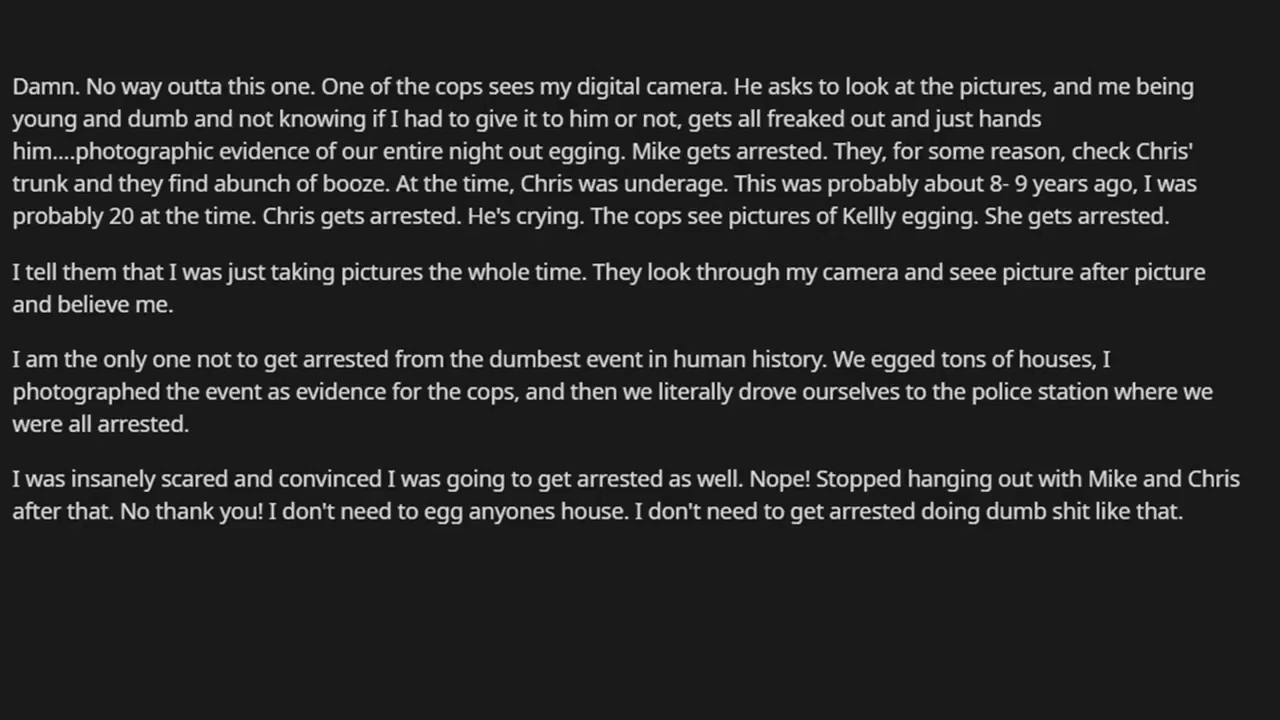 Damn. No way outta this one. One of the cops sees my digital camera. He asks to look at the pictures, and me being
young and dumb and not knowing if I had to give it to him or not, gets all freaked out and just hands
him....photographic evidence of our entire night out egging. Mike gets arrested. They, for some reason, check Chris'
trunk and they find abunch of booze. At the time, Chris was underage. This was probably about 8- 9 years ago, I was
probably 20 at the time. Chris gets arrested. He's crying. The cops see pictures of Kellly egging. She gets arrested.
I tell them that I was just taking pictures the whole time. They look through my camera and seee picture after picture
and believe me.
I am the only one not to get arrested from the dumbest event in human history. We egged tons of houses, I
photographed the event as evidence for the cops, and then we literally drove ourselves to the police station where we
were all arrested.
I was insanely scared and convinced I was going to get arrested as well. Nope! Stopped hanging out with Mike and Chris
after that. No thank you! I don't need to egg anyones house. I don't need to get arrested doing dumb shit like that.